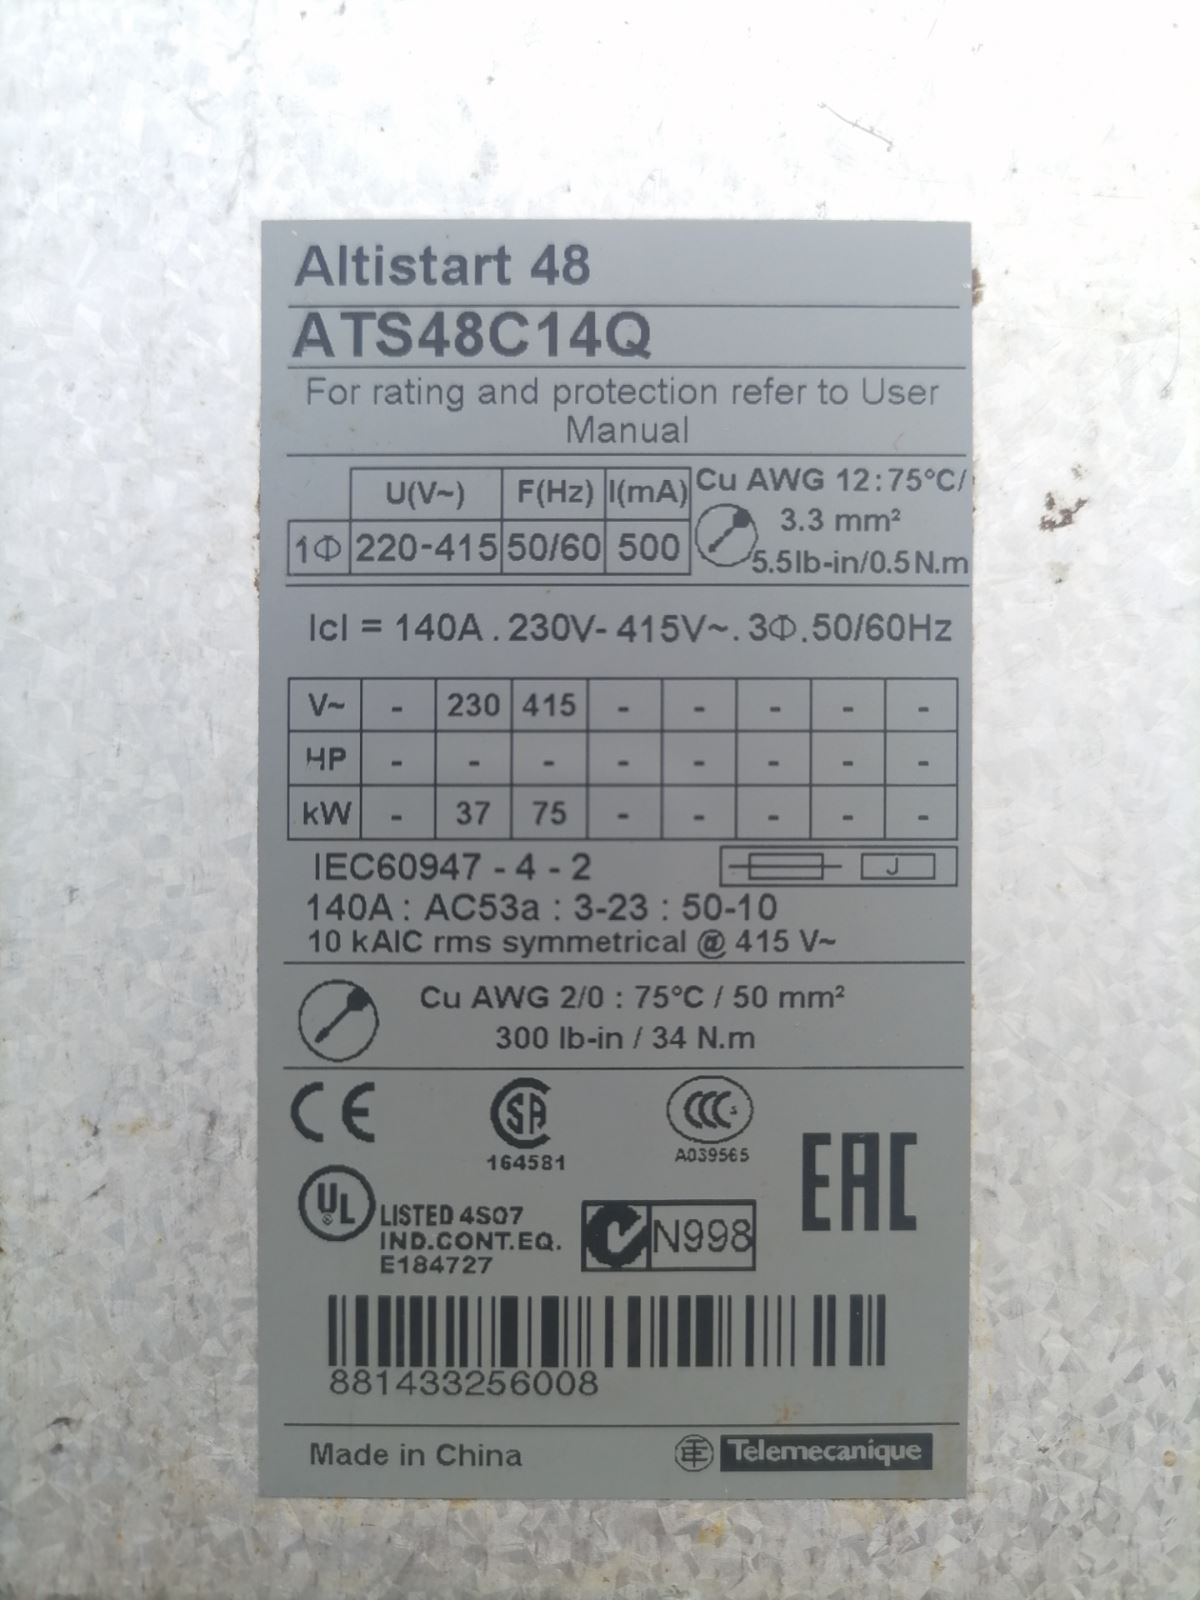 Altistart 48
ATS48C14Q
For rating and protection refer to User
Manual
U(V~) F(Hz) I(mA)
1Φ 220-415 50/60 500
Cu AWG 12:75°C/
3.3 mm²
5.5lb-in/0.5N.m
Icl = 140A . 230V- 415V~. 3Φ. 50/60Hz
V~ - 230 415 - - - - -
HP - - - - - - - -
kW - 37 75 - - - - -
IEC60947 - 4 - 2
J
140A : AC53a : 3-23 : 50-10
10 kAIC rms symmetrical @ 415 V~
Cu AWG 2/0 : 75°C / 50 mm²
300 lb-in / 34 N.m
CE
SA
164581
CCC S
A039565
EAC
UL
LISTED 4S07
IND.CONT.EQ.
E184727
N998
881433256008
Made in China
Telemecanique